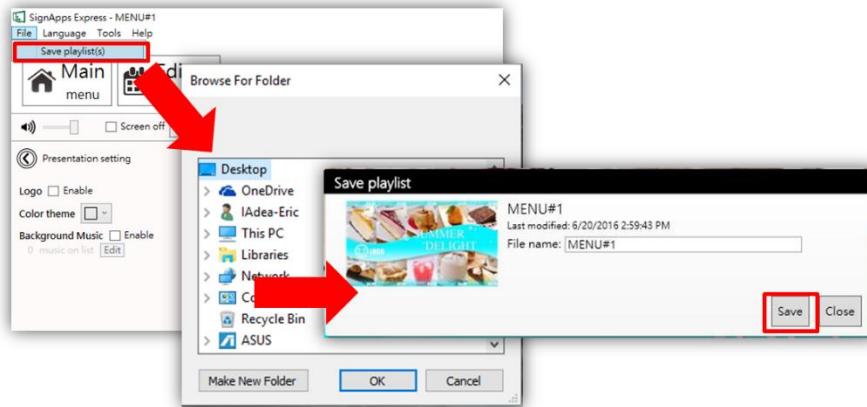 SignApps Express - MENU#1
File Language Tools Help
Save playlist(s)
Main
menu
Edi
Screen off
Presentation setting
Logo Enable
Color theme
Background Music Enable
0 music on list Edit
Browse For Folder
Desktop
OneDrive
IAdea-Eric
This PC
Libraries
Network
Recycle Bin
ASUS
Make New Folder OK Cancel
Save playlist
SUMMER
DELIGHT
MENU#1
Last modified: 6/20/2016 2:59:43 PM
File name: MENU#1
Save Close